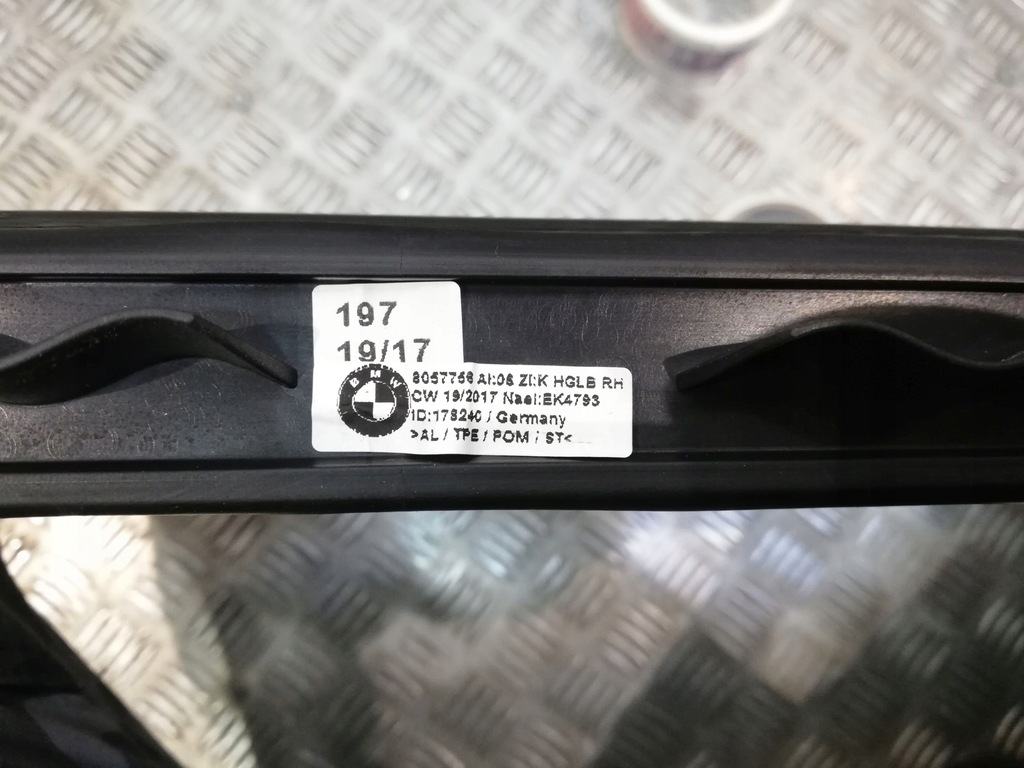 197
19/17
BMW
8057756 AI:06 ZI:K HGLB RH
CW 19/2017 Nael:EK4793
ID:178240 / Germany
>AL / TPE / POM / ST<